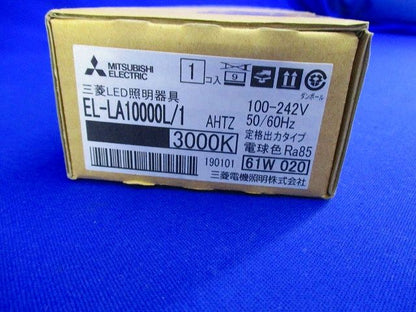 MITSUBISHI
ELECTRIC
1 コ入
9
ダンボール
三菱LED照明器具
EL-LA10000L/1 AHTZ
100-242V
50/60Hz
定格出力タイプ
3000K
電球色 Ra85
190101
61W 020
三菱電機照明株式会社